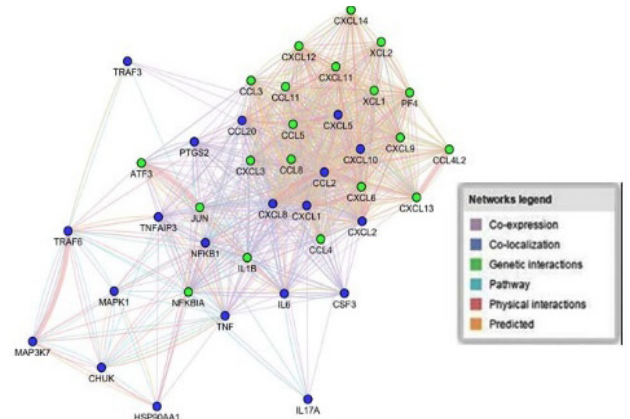 CXCL14
CXCL12
XCL2
TRAF3
CXCL11
CCL3
CCL11
XCL1
PF4
CCL20
CXCL5
CCL5
PTGS2
CXCL9
CXCL10
CCL4L2
ATF3
CXCL3
CCL8
CCL2
CXCL6
CXCL13
JUN
CXCL8
CXCL1
TNFAIP3
CXCL2
TRAF6
NFKB1
CCL4
IL1B
MAPK1
NFKBIA
IL6
CSF3
TNF
MAP3K7
CHUK
HSP90AA1
IL17A
Networks legend
Co-expression
Co-localization
Genetic interactions
Pathway
Physical interactions
Predicted